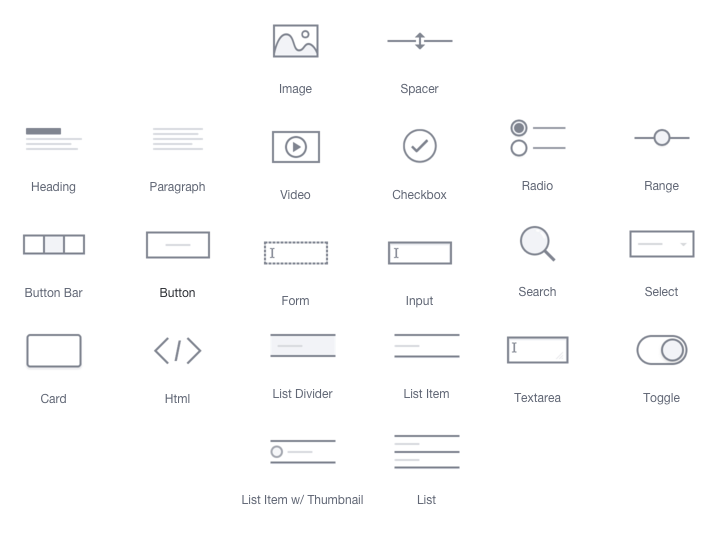 Image
Spacer
Heading
Paragraph
Video
Checkbox
Radio
Range
Button Bar
Button
Form
Input
Search
Select
Card
Html
List Divider
List Item
Textarea
Toggle
List Item w/ Thumbnail
List